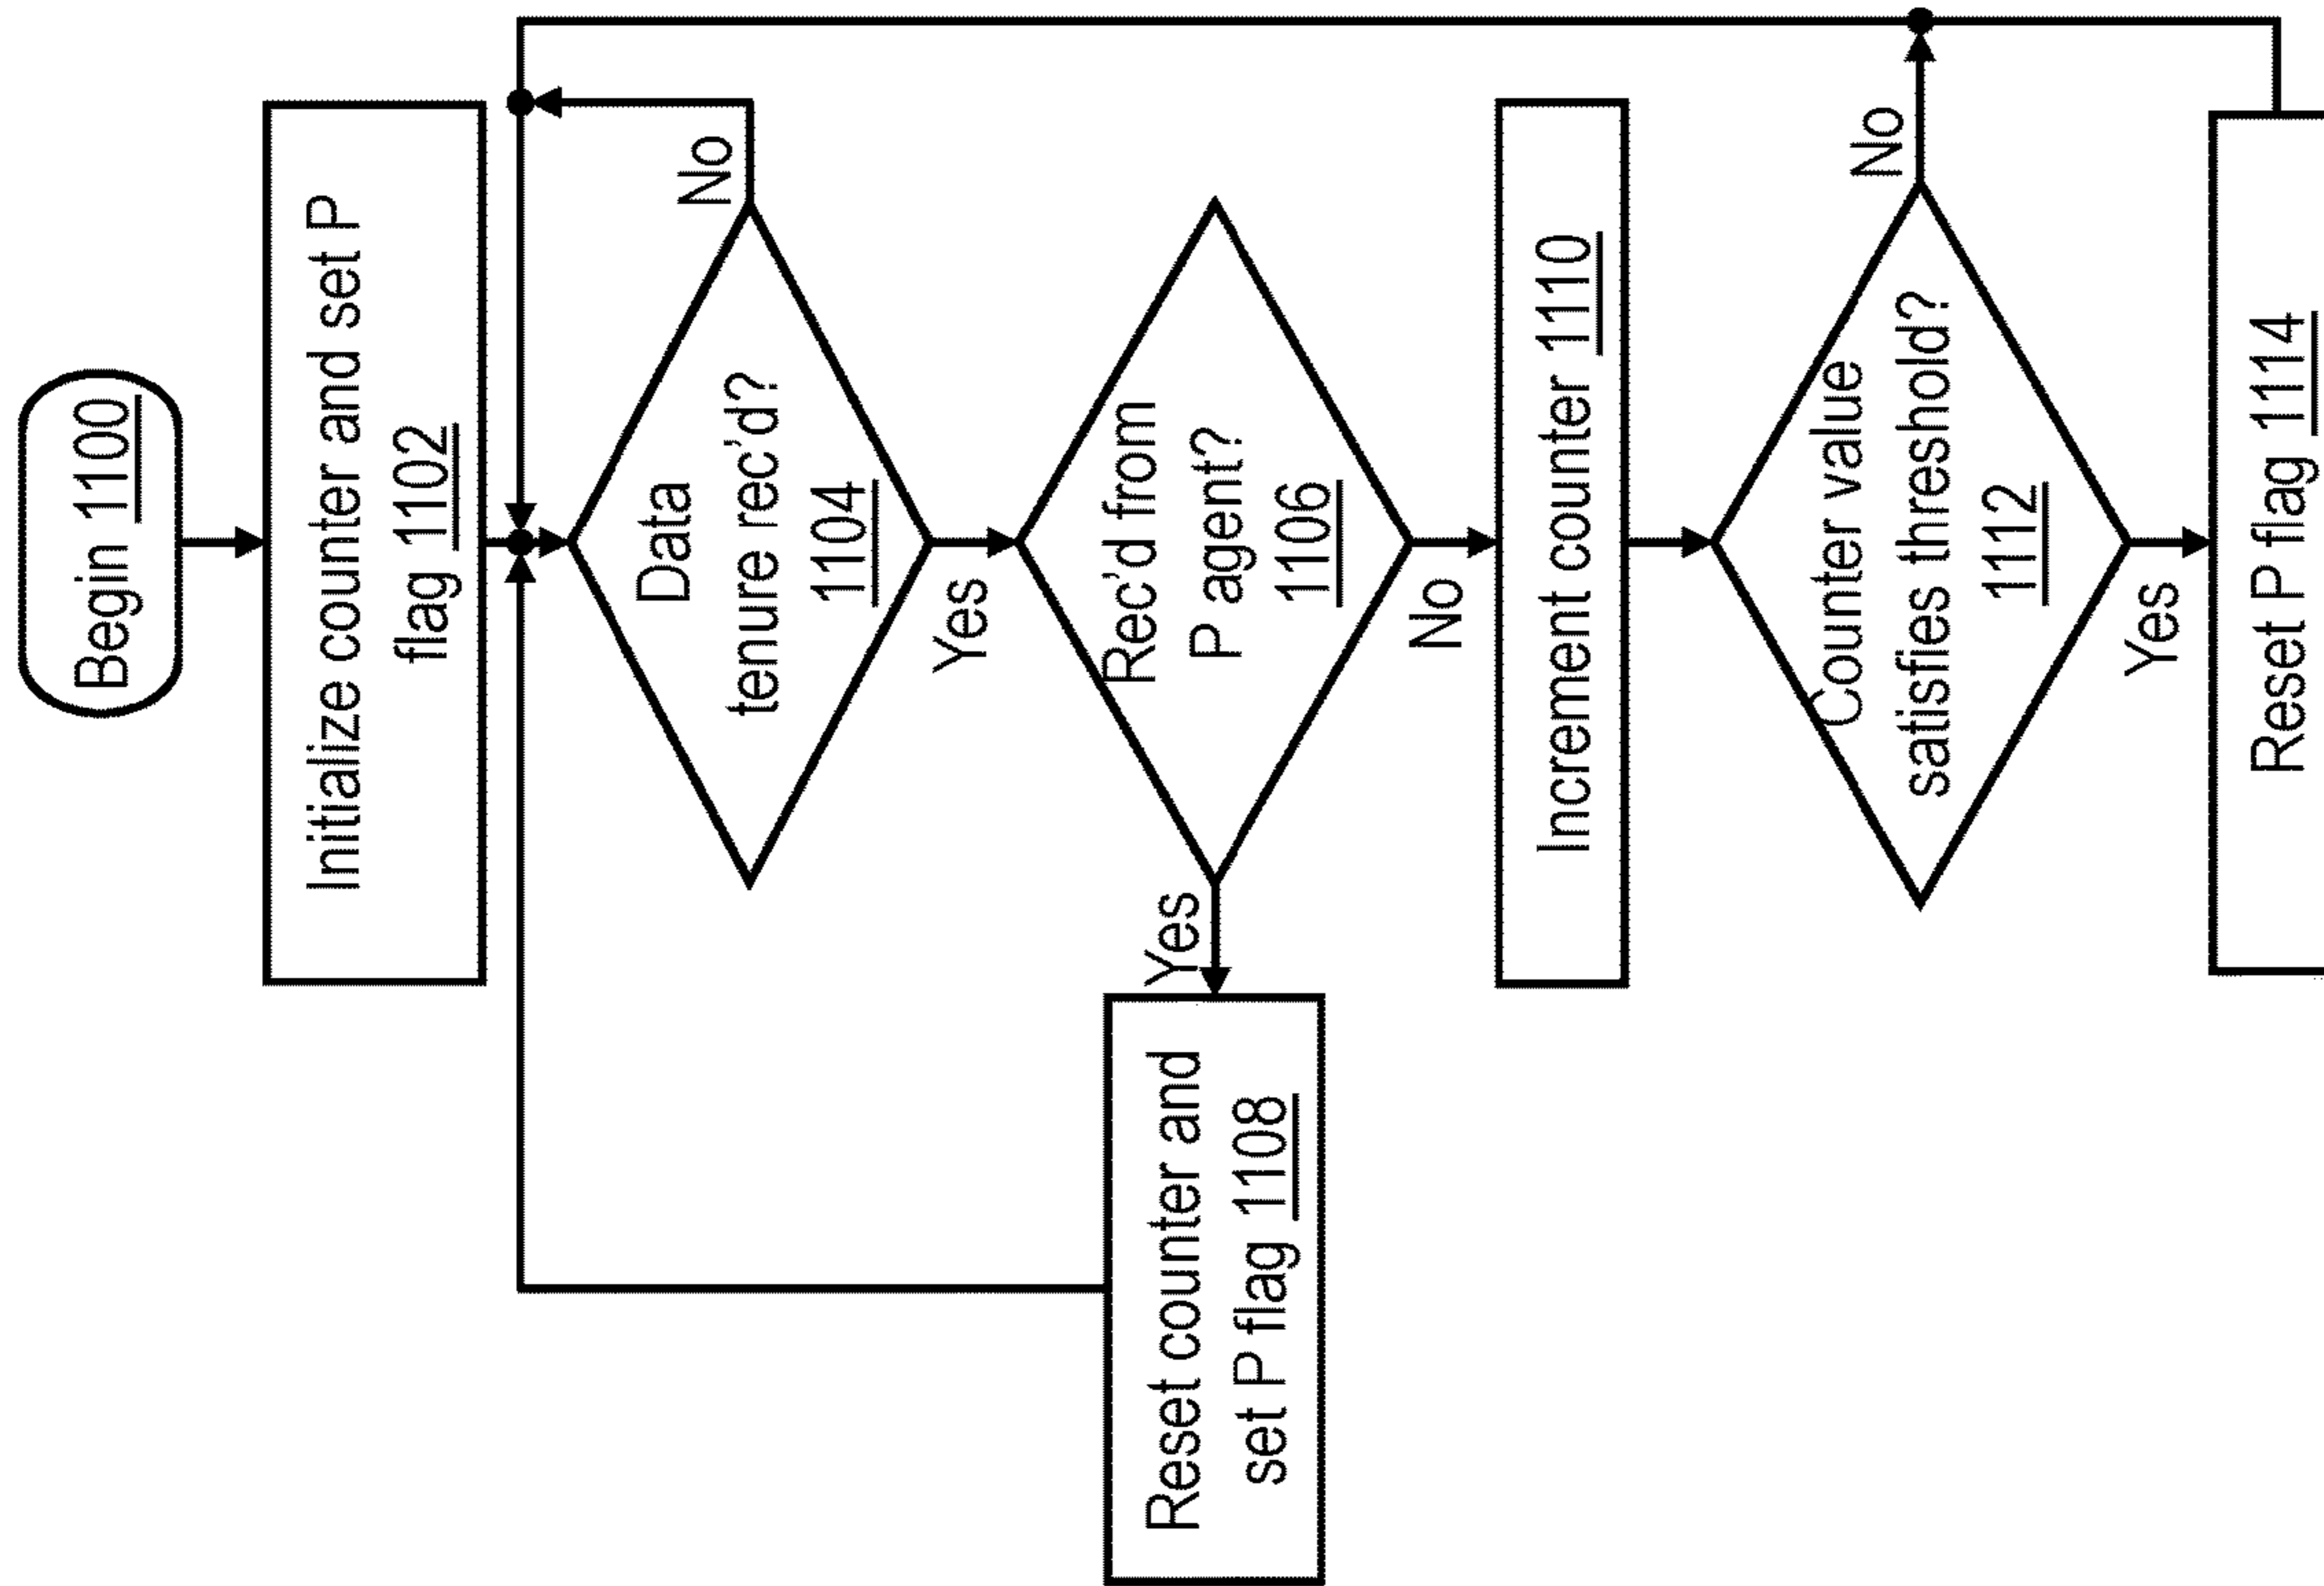 Begin 1100
Initialize counter and set P
flag 1102
Data
tenure rec'd?
1104
No
Yes
Rec'd from
P agent?
1106
Yes
Reset counter and
set P flag 1108
No
Increment counter 1110
Counter value
satisfies threshold?
1112
No
Yes
Reset P flag 1114